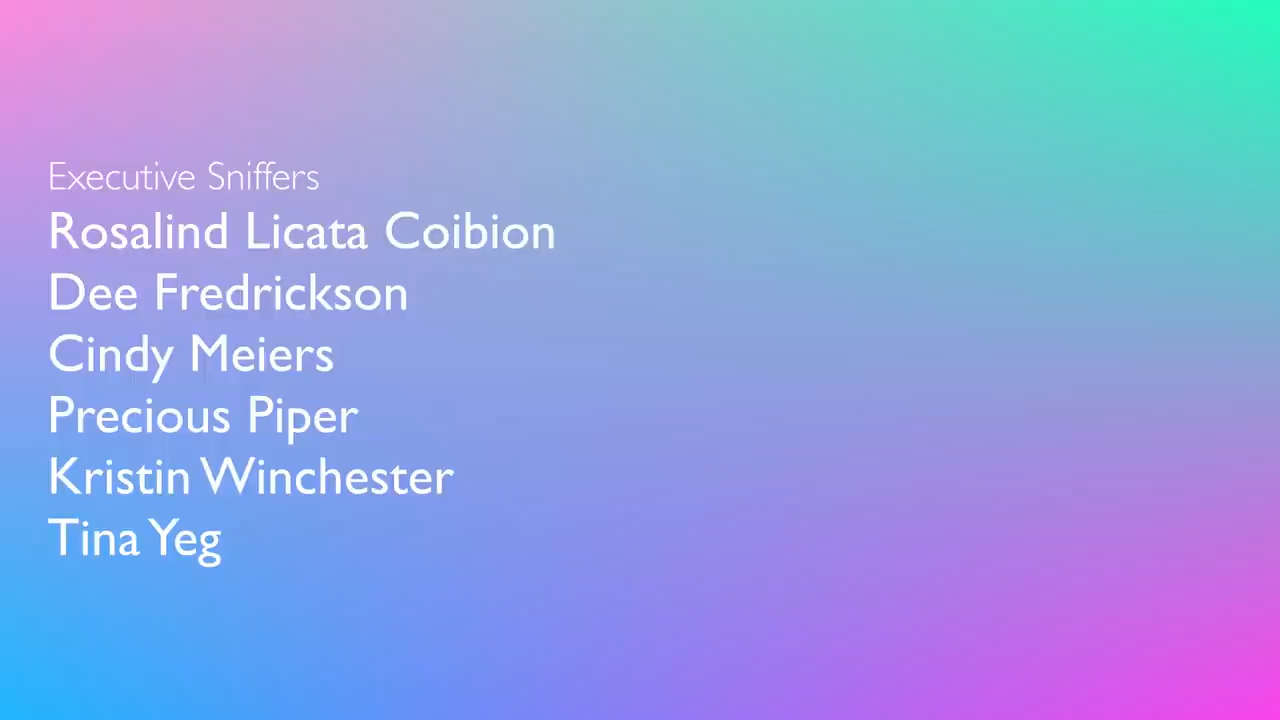 Executive Sniffers
Rosalind Licata Coibion
Dee Fredrickson
Cindy Meiers
Precious Piper
Kristin Winchester
Tina Yeg